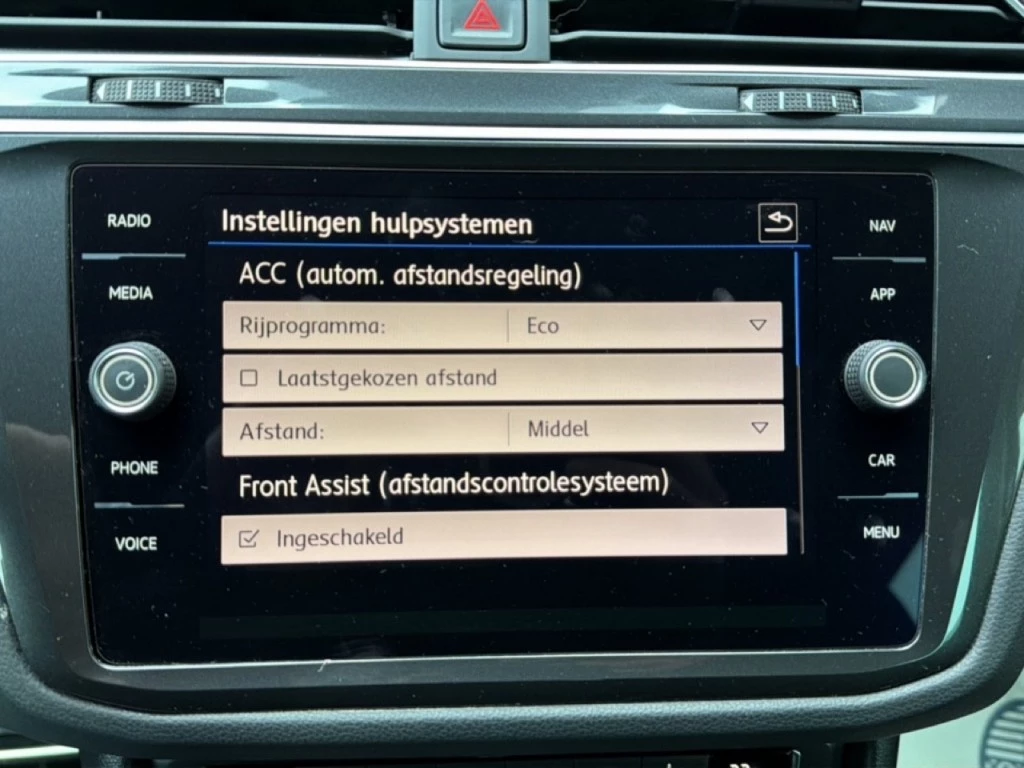 RADIO
MEDIA
PHONE
VOICE
Instellingen hulpsystemen
ACC (autom. afstandsregeling)
Rijprogramma: Eco
Laatstgekozen afstand
Afstand: Middel
Front Assist (afstandscontrolesysteem)
Ingeschakeld
NAV
APP
CAR
MENU